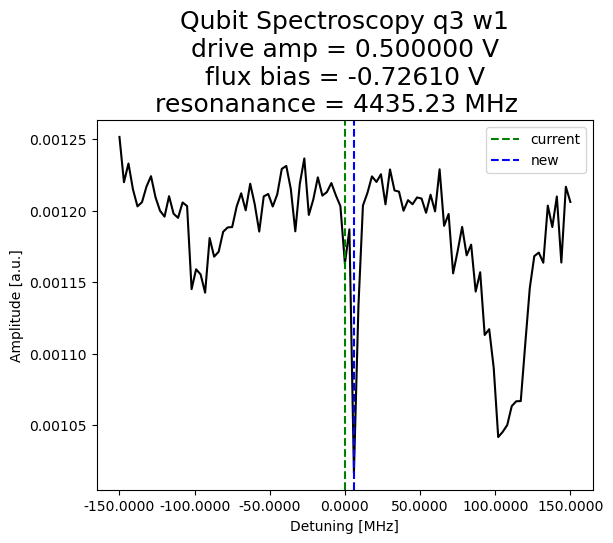 Qubit Spectroscopy q3 w1
drive amp = 0.500000 V
flux bias = -0.72610 V
resonanance = 4435.23 MHz
current
new
0.00125
0.00120
0.00115
0.00110
0.00105
Amplitude [a.u.]
-150.0000 -100.0000 -50.0000 0.0000 50.0000 100.0000 150.0000
Detuning [MHz]